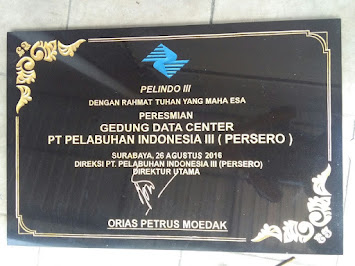 PELINDO III
DENGAN RAHMAT TUHAN YANG MAHA ESA
PERESMIAN
GEDUNG DATA CENTER
PT PELABUHAN INDONESIA III ( PERSERO )
SURABAYA, 26 AGUSTUS 2016
DIREKSI PT. PELABUHAN INDONESIA III (PERSERO)
DIREKTUR UTAMA
ORIAS PETRUS MOEDAK